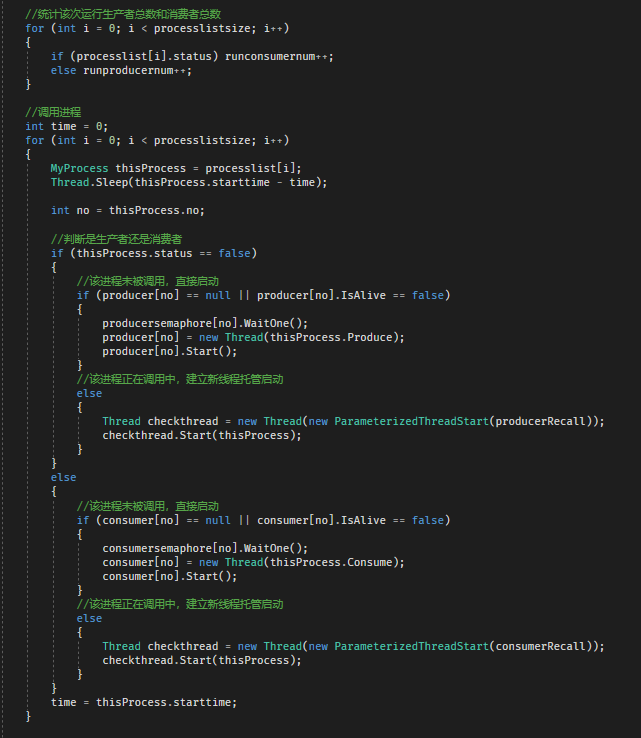 //统计该次运行生产者总数和消费者总数
for (int i = 0; i < processlistsize; i++)
{
if (processlist[i].status) runconsumernum++;
else runproducernum++;
}
//调用进程
int time = 0;
for (int i = 0; i < processlistsize; i++)
{
MyProcess thisProcess = processlist[i];
Thread.Sleep(thisProcess.starttime - time);
int no = thisProcess.no;
//判断是生产者还是消费者
if (thisProcess.status == false)
{
//该进程未被调用，直接启动
if (producer[no] == null || producer[no].IsAlive == false)
{
producersemaphore[no].WaitOne();
producer[no] = new Thread(thisProcess.Produce);
producer[no].Start();
}
//该进程正在调用中，建立新线程托管启动
else
{
Thread checkthread = new Thread(new ParameterizedThreadStart(producerRecall));
checkthread.Start(thisProcess);
}
}
else
{
//该进程未被调用，直接启动
if (consumer[no] == null || consumer[no].IsAlive == false)
{
consumersemaphore[no].WaitOne();
consumer[no] = new Thread(thisProcess.Consume);
consumer[no].Start();
}
//该进程正在调用中，建立新线程托管启动
else
{
Thread checkthread = new Thread(new ParameterizedThreadStart(consumerRecall));
checkthread.Start(thisProcess);
}
}
time = thisProcess.starttime;
}